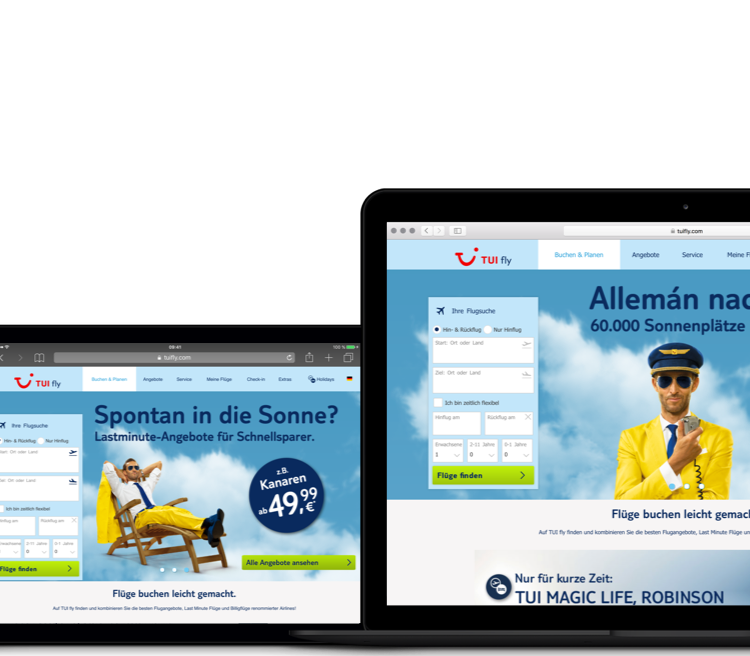 tuifly.com
TUI fly
Buchen & Planen
Angebote
Service
Meine
Ihre Flugsuche
Hin- & Rückflug
Nur Hinflug
Start: Ort oder Land
Ziel: Ort oder Land
Ich bin zeitlich flexibel
Hinflug am
Rückflug am
Erwachsene
2-11 Jahre
0-1 Jahre
1
0
0
Flüge finden
Allemán nac
60.000 Sonnenplätze
Flüge buchen leicht gemach
Auf TUI fly finden und kombinieren Sie die besten Flugangebote, Last Minute Flüge un
Nur für kurze Zeit:
TUI MAGIC LIFE, ROBINSON
09:41
100 %
tuifly.com
TUI fly
Buchen & Planen
Angebote
Service
Meine Flüge
Check-in
Extras
Holidays
Ihre Flugsuche
Hin- & Rückflug
Nur Hinflug
Start: Ort oder Land
Ziel: Ort oder Land
Ich bin zeitlich flexibel
Hinflug am
Rückflug am
2-11 Jahre
0-1 Jahre
0
0
Flüge finden
Spontan in die Sonne?
Lastminute-Angebote für Schnellsparer.
z.B.
Kanaren
ab 49,99 €
Alle Angebote ansehen
Flüge buchen leicht gemacht.
Auf TUI fly finden und kombinieren Sie die besten Flugangebote, Last Minute Flüge und Billigflüge renommierter Airlines!